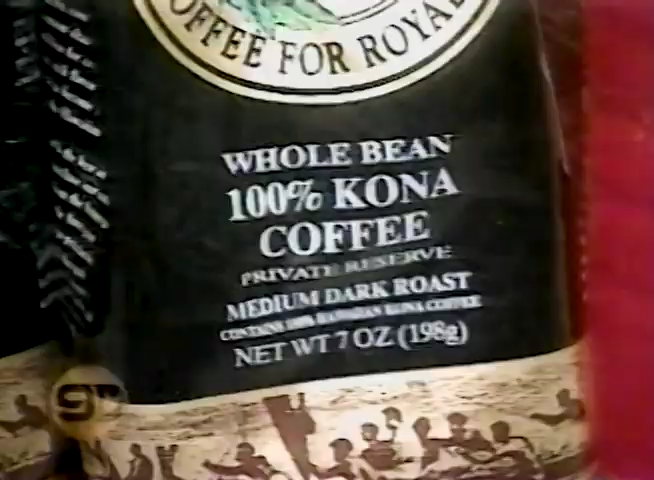 COFFEE FOR ROYAL
WHOLE BEAN
100% KONA
COFFEE
PRIVATE RESERVE
MEDIUM DARK ROAST
CONTAINS 100% HAWAIIAN KONA COFFEE
NET WT 7 OZ (198g)